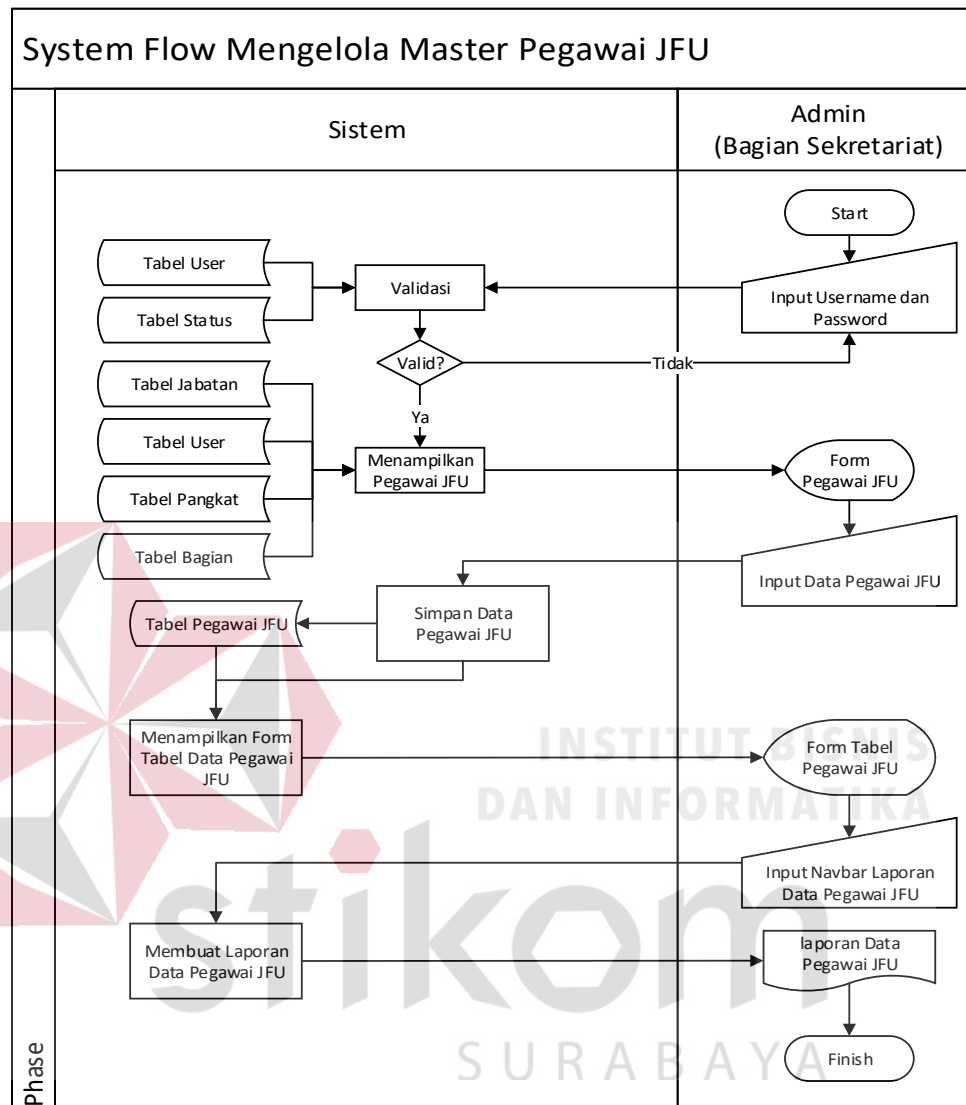 System Flow Mengelola Master Pegawai JFU
Sistem
Admin
(Bagian Sekretariat)
Start
Tabel User
Validasi
Input Username dan
Password
Tabel Status
Valid?
Tidak
Tabel Jabatan
Ya
Tabel User
Menampilkan
Pegawai JFU
Form
Pegawai JFU
Tabel Pangkat
Tabel Bagian
Input Data Pegawai JFU
Simpan Data
Pegawai JFU
Tabel Pegawai JFU
Menampilkan Form
Tabel Data Pegawai
JFU
Form Tabel
Pegawai JFU
INSTITUT BISNIS
DAN INFORMATIKA
Input Navbar Laporan
Data Pegawai JFU
stikom
Membuat Laporan
Data Pegawai JFU
laporan Data
Pegawai JFU
SURABAYA
Finish
Phase